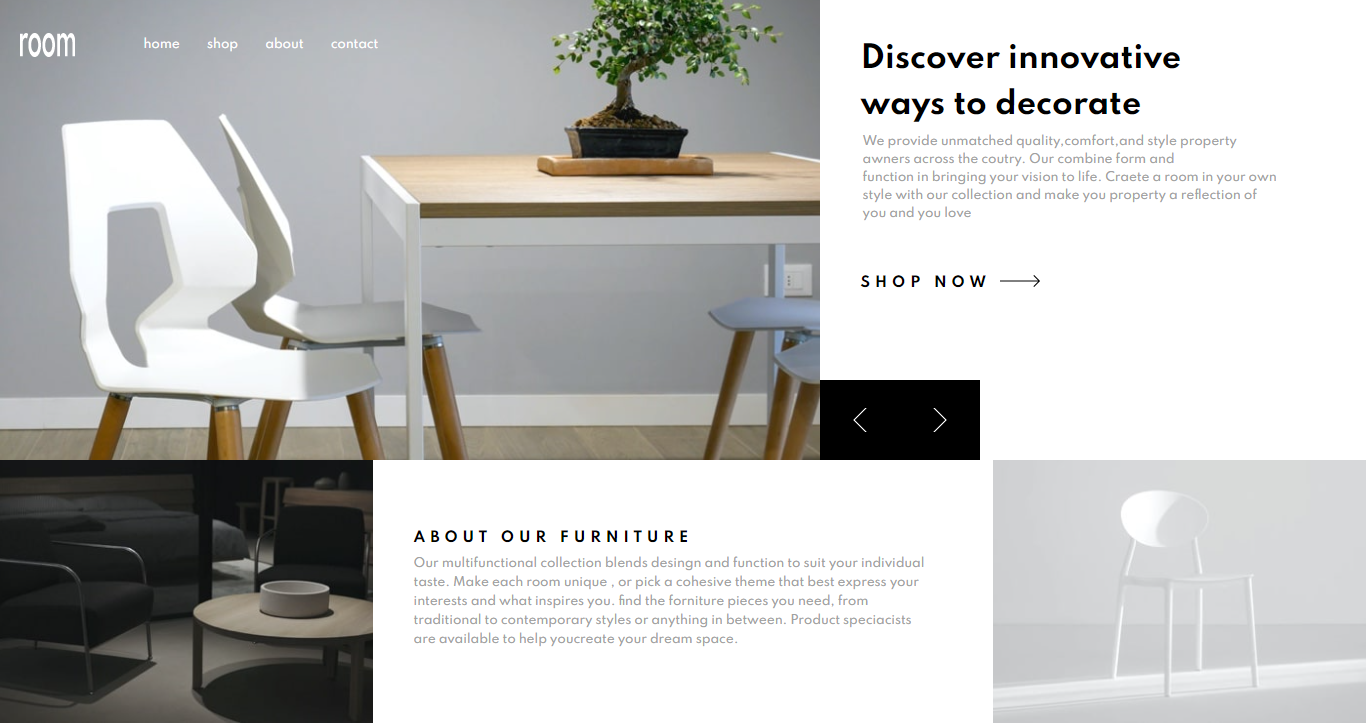 room
home shop about contact
Discover innovative
ways to decorate
We provide unmatched quality,comfort,and style property
awners across the coutry. Our combine form and
function in bringing your vision to life. Craete a room in your own
style with our collection and make you property a reflection of
you and you love
SHOP NOW
ABOUT OUR FURNITURE
Our multifunctional collection blends desingn and function to suit your individual
taste. Make each room unique , or pick a cohesive theme that best express your
interests and what inspires you. find the forniture pieces you need, from
traditional to contemporary styles or anything in between. Product speciacists
are available to help youcreate your dream space.